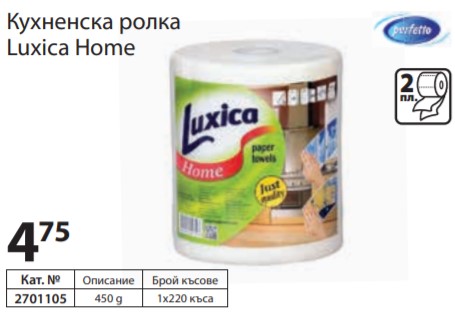 Кухненска ролка
Luxica Home
perfetto
2
пл.
Luxica
Home
paper
towels
Just
quality
4 75
Кат. № Описание Брой късове
2701105 450 g 1x220 къса